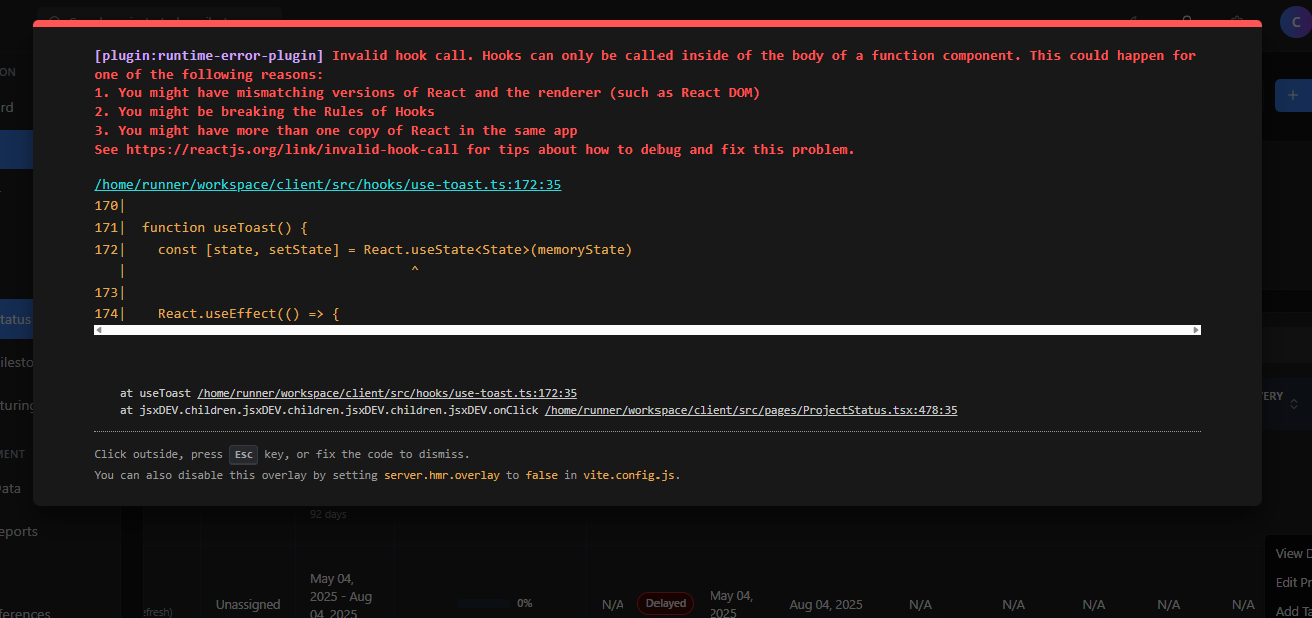 C
ON
rd
+
[plugin:runtime-error-plugin] Invalid hook call. Hooks can only be called inside of the body of a function component. This could happen for
one of the following reasons:
1. You might have mismatching versions of React and the renderer (such as React DOM)
2. You might be breaking the Rules of Hooks
3. You might have more than one copy of React in the same app
See https://reactjs.org/link/invalid-hook-call for tips about how to debug and fix this problem.
/home/runner/workspace/client/src/hooks/use-toast.ts:172:35
170|
171|  function useToast() {
172|    const [state, setState] = React.useState<State>(memoryState)
|                                    ^
173|
174|    React.useEffect(() => {
tatus
ilesto
turing
ERY
at useToast /home/runner/workspace/client/src/hooks/use-toast.ts:172:35
at jsxDEV.children.jsxDEV.children.jsxDEV.children.jsxDEV.onClick /home/runner/workspace/client/src/pages/ProjectStatus.tsx:478:35
MENT
Click outside, press Esc key, or fix the code to dismiss.
You can also disable this overlay by setting server.hmr.overlay to false in vite.config.js.
ata
92 days
eports
View D
Edit Pr
Add Ta
efresh)
Unassigned
May 04,
2025 - Aug
04, 2025
0%
N/A
Delayed
May 04,
2025
Aug 04, 2025
N/A
N/A
N/A
N/A
N/A
ferences